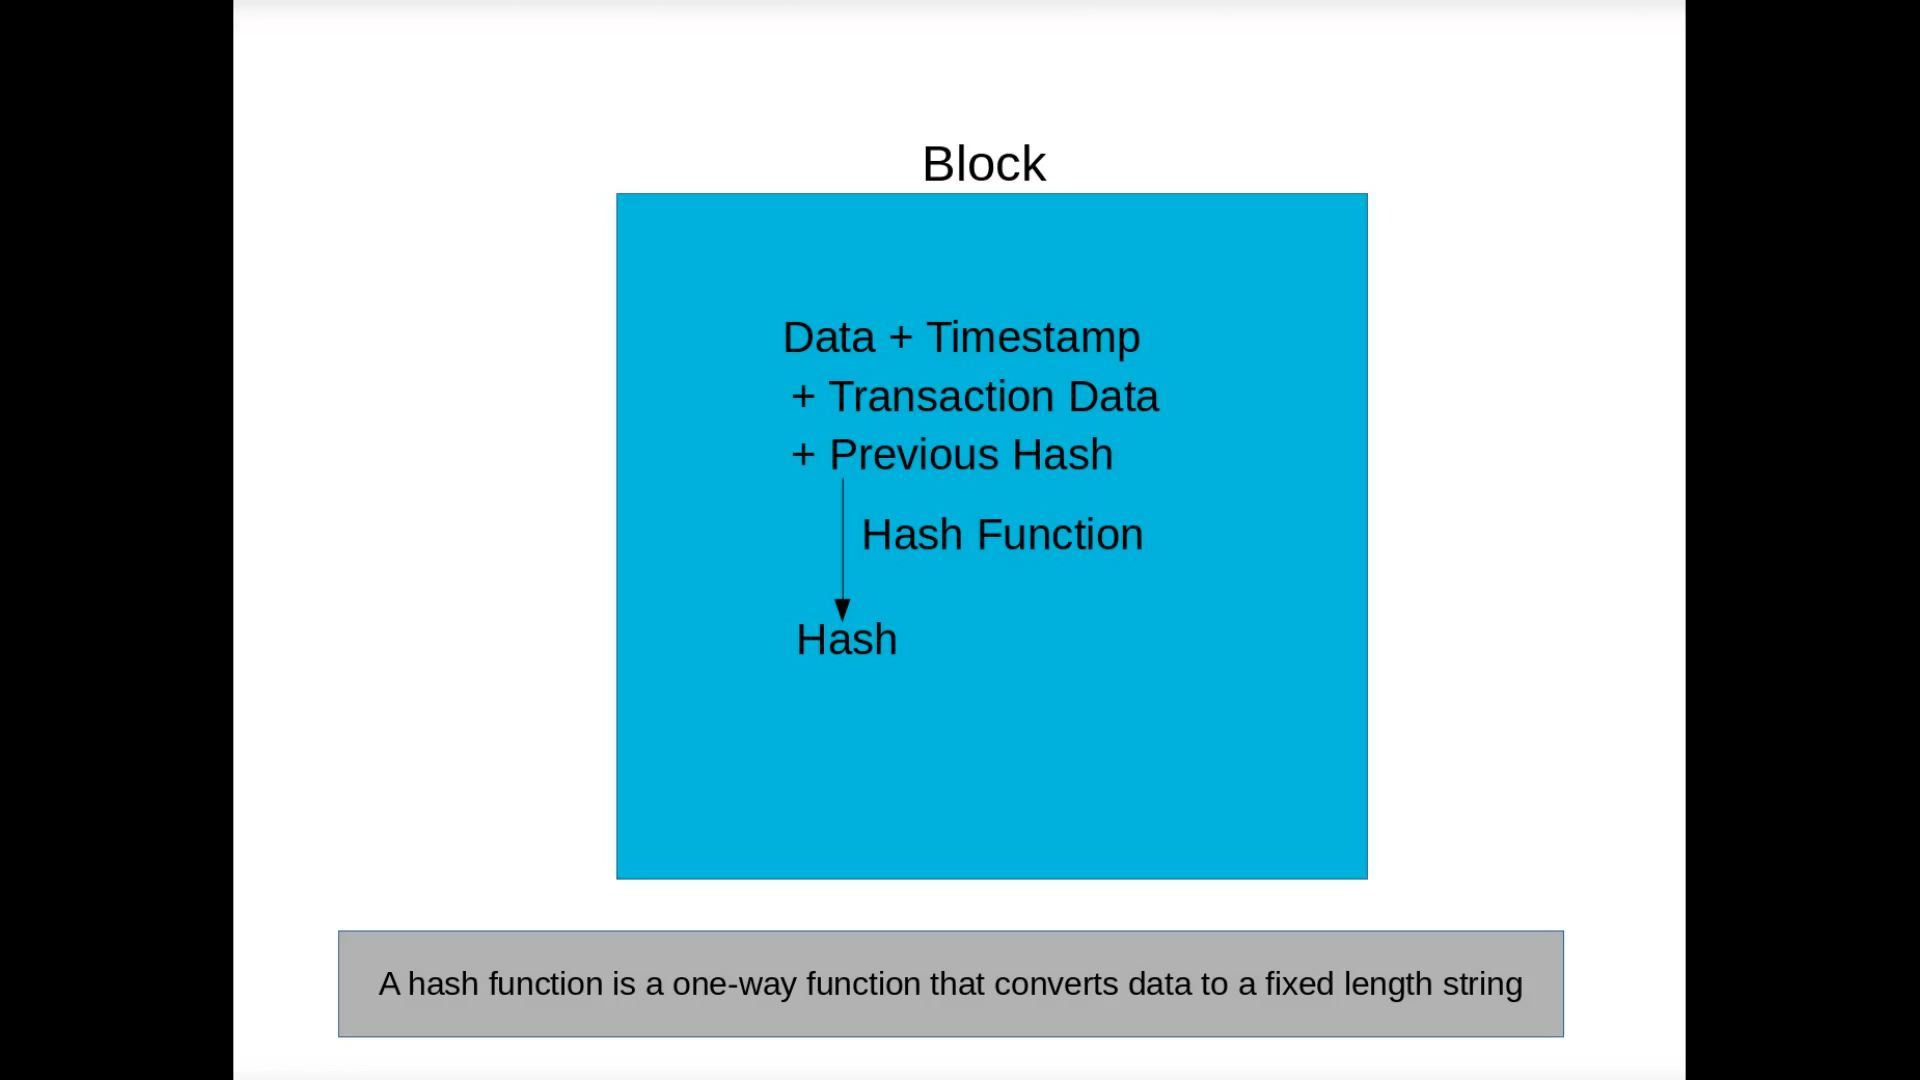 Block
Data + Timestamp
+ Transaction Data
+ Previous Hash
Hash Function
Hash
A hash function is a one-way function that converts data to a fixed length string